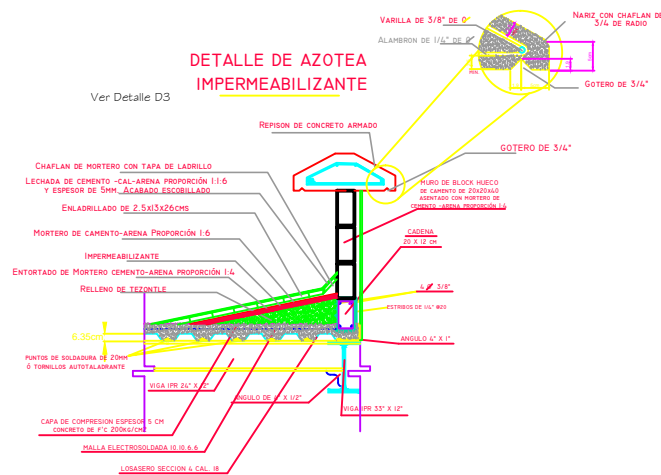 VARILLA DE 3/8" DE Ø
ALAMBRON DE 1/4" DE Ø
NARIZ CON CHAFLAN DE
3/4 DE RADIO
GOTERO DE 3/4"
DETALLE DE AZOTEA
IMPERMEABILIZANTE
Ver Detalle D3
REPISON DE CONCRETO ARMADO
GOTERO DE 3/4"
CHAFLAN DE MORTERO CON TAPA DE LADRILLO
LECHADA DE CEMENTO -CAL-ARENA PROPORCIÓN 1:1:6
Y ESPESOR DE 5MM. ACABADO ESCOBILLADO
ENLADRILLADO DE 2.5X13X26CMS
MORTERO DE CAMENTO-ARENA PROPORCIÓN 1:6
IMPERMEABILIZANTE
ENTORTADO DE MORTERO CEMENTO-ARENA PROPORCIÓN 1:4
RELLENO DE TEZONTLE
MURO DE BLOCK HUECO
DE CAMENTO DE 20X20X40
ASENTADO CON MORTERO DE
CEMENTO -ARENA PROPORCIÓN 1:6
CADENA
20 X 12 CM
4 Ø 3/8"
ESTRIBOS DE 1/4" @20
ANGULO 4" X 1"
6.36cm
PUNTOS DE SOLDADURA DE 20MM
Ó TORNILLOS AUTOTALADRANTE
VIGA IPR 24" X 12"
ANGULO DE 4" X 1/2"
VIGA IPR 33" X 12"
CAPA DE COMPRESION ESPESOR 5 CM
CONCRETO DE F'C 200KG/CM2
MALLA ELECTROSOLDADA 10.10.6.6
LOSASERO SECCION 4 CAL. 18